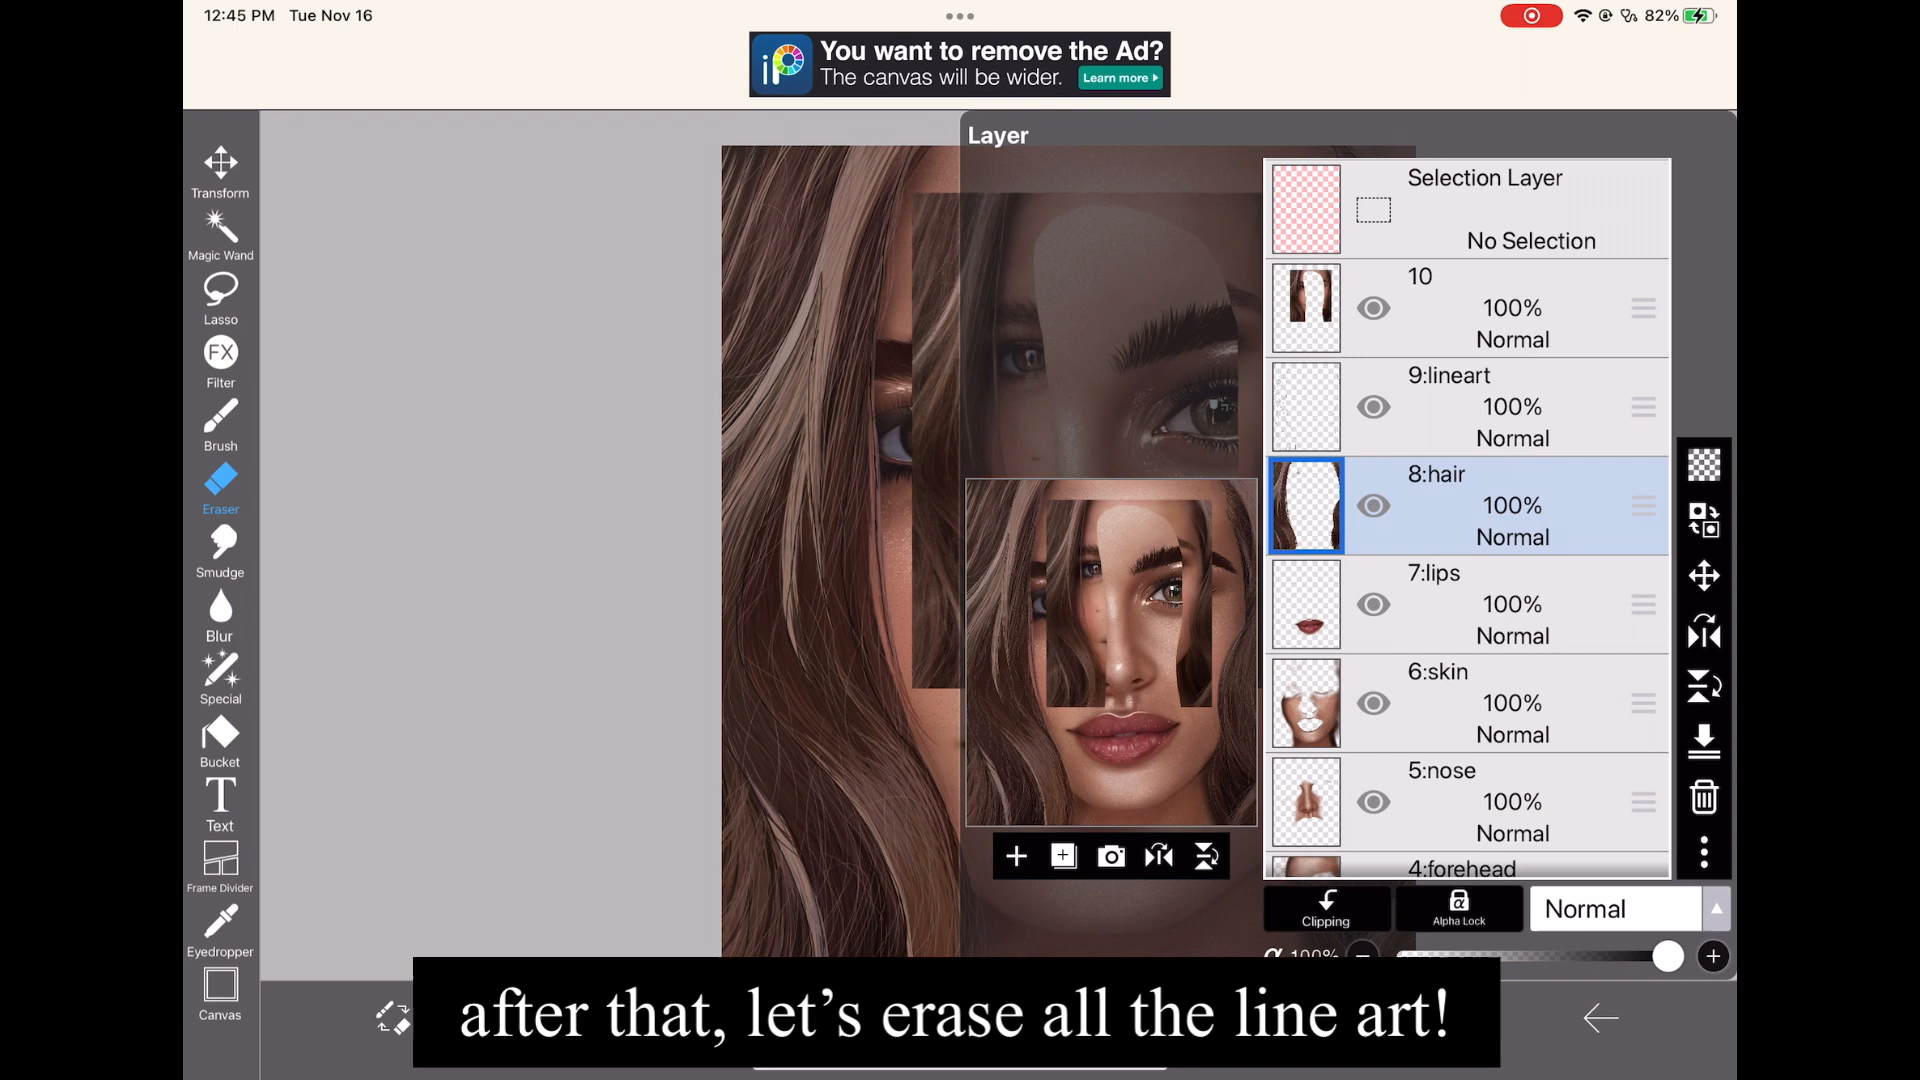 12:45 PM Tue Nov 16
82%
iP
You want to remove the Ad?
The canvas will be wider. Learn more
Layer
Transform
Magic Wand
Lasso
FX
Filter
Brush
Eraser
Smudge
Blur
Special
Bucket
T
Text
Frame Divider
Eyedropper
Canvas
Selection Layer
No Selection
10
100%
Normal
9:lineart
100%
Normal
8:hair
100%
Normal
7:lips
100%
Normal
6:skin
100%
Normal
5:nose
100%
Normal
4:forehead
Clipping
α
Alpha Lock
Normal
α 100%
after that, let’s erase all the line art!